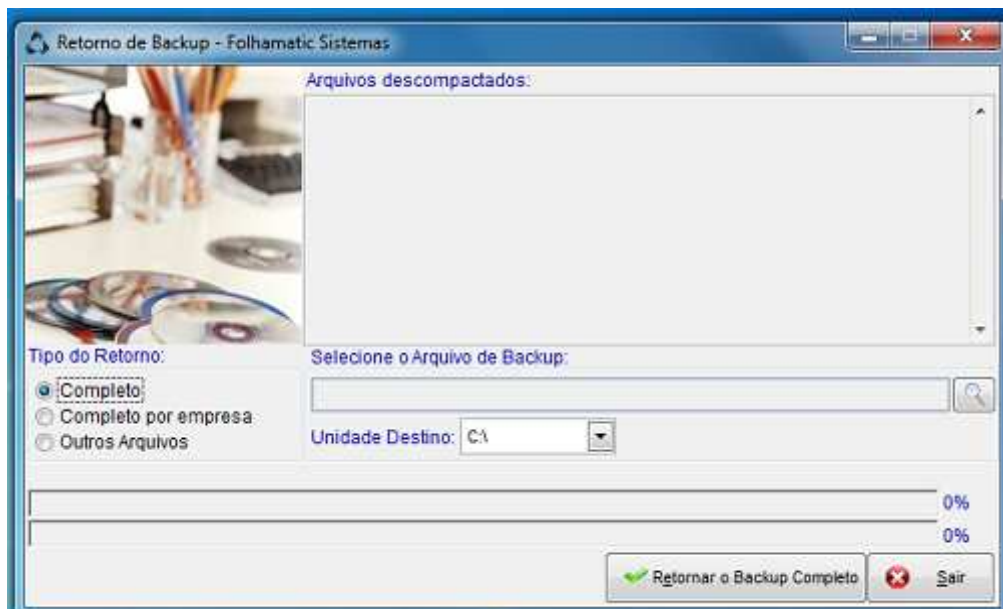 Retorno de Backup - Folhamatic Sistemas
Arquivos descompactados:
Tipo do Retorno:
Completo
Completo por empresa
Outros Arquivos
Selecione o Arquivo de Backup:
Unidade Destino: C:\
0%
0%
Retornar o Backup Completo
Sair